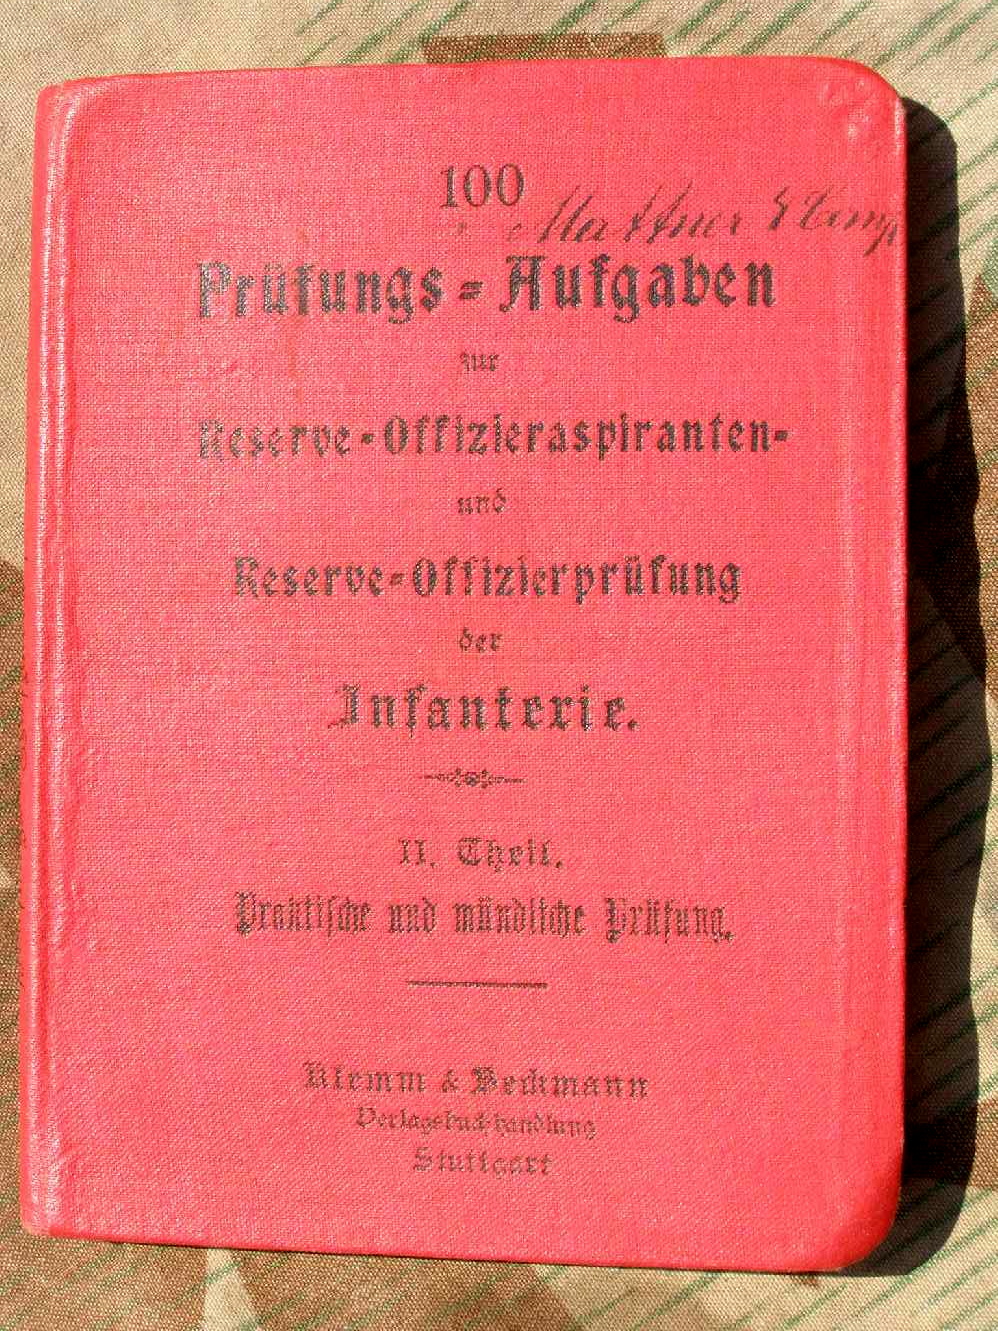 100
Prüfungs=Aufgaben
zur
Reserve-Offizieraspiranten-
und
Reserve-Offizierprüfung
der
Infanterie.
II. Theil.
Praktische und mündliche Prüfung.
Klemm & Beckmann
Verlagsbuchhandlung
Stuttgart